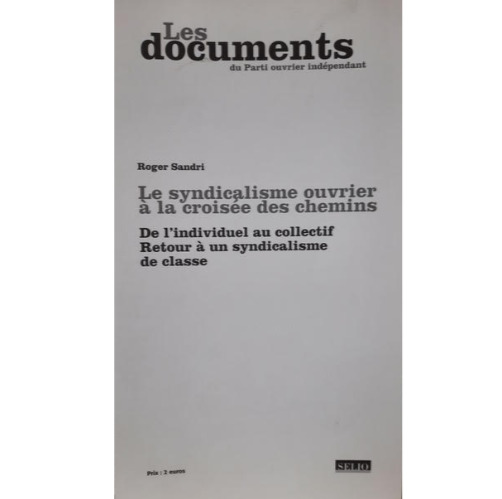 Les
documents
du Parti ouvrier indépendant
Roger Sandri
Le syndicalisme ouvrier
à la croisée des chemins
De l'individuel au collectif
Retour à un syndicalisme
de classe
Prix : 2 euros
SELIO